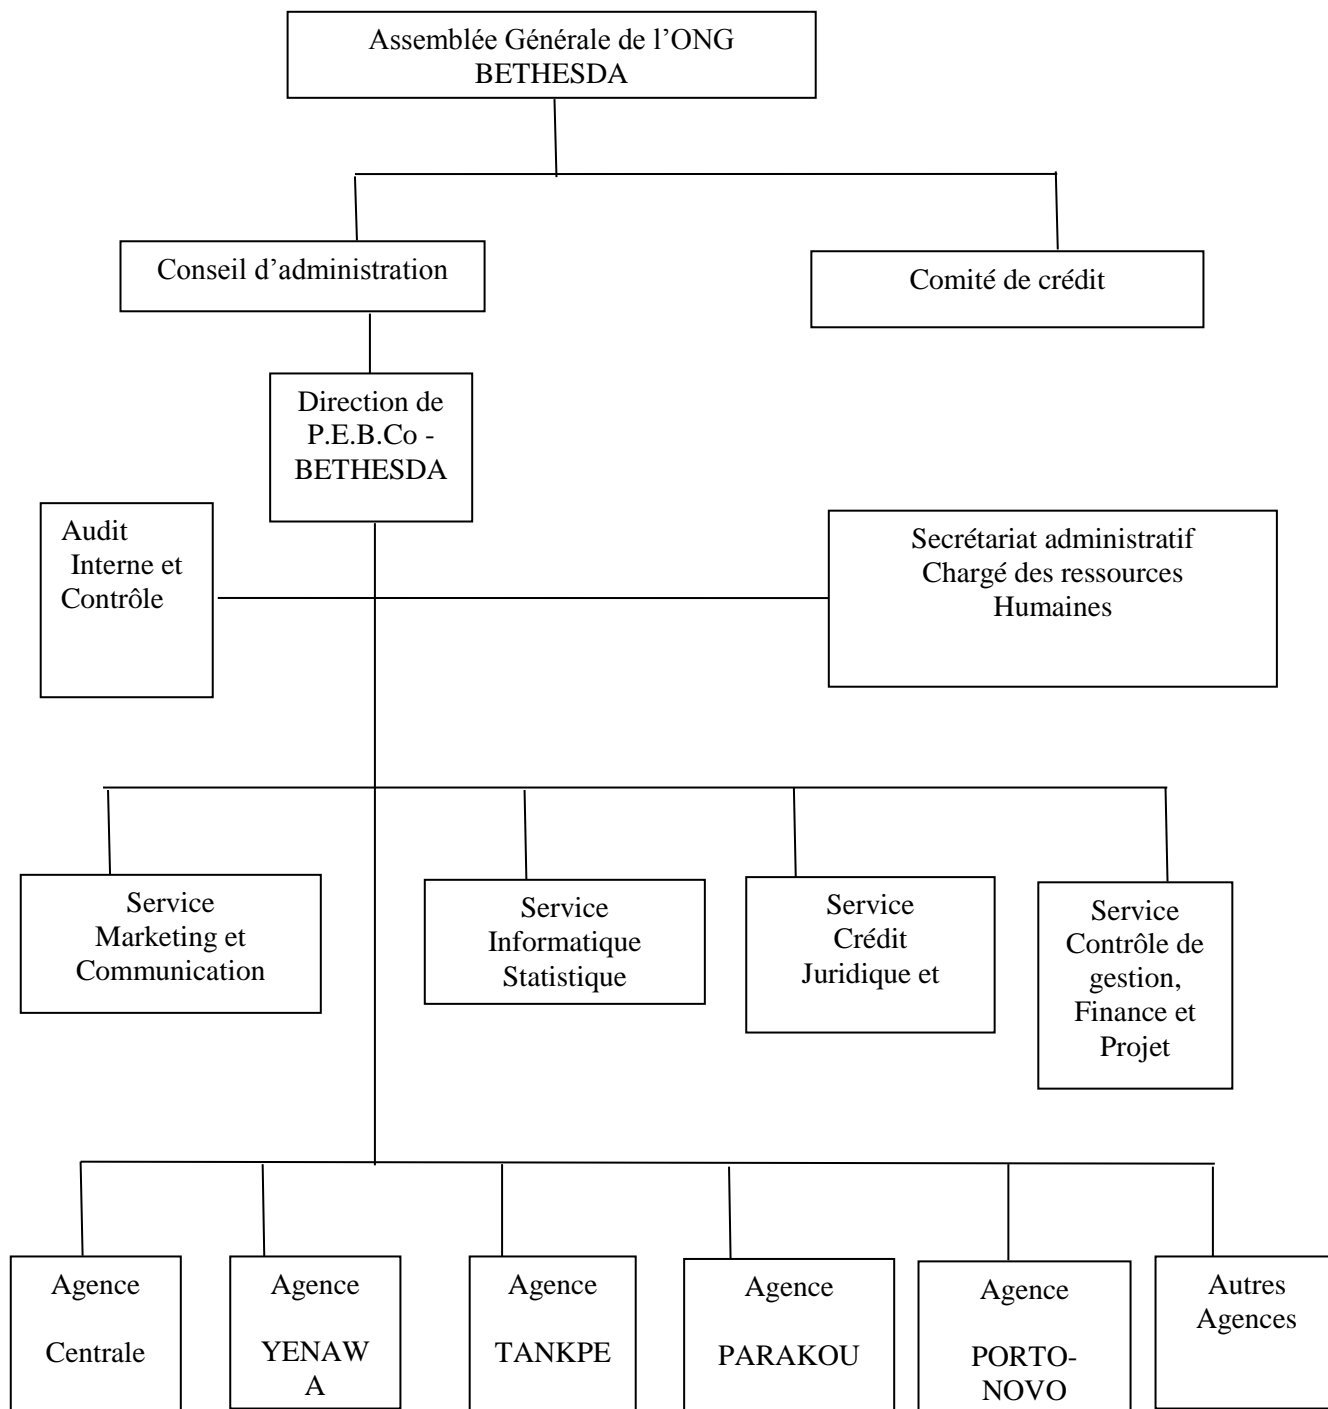 Assemblée Générale de l’ONG
BETHESDA
Conseil d’administration
Comité de crédit
Direction de
P.E.B.Co -
BETHESDA
Audit
Interne et
Contrôle
Secrétariat administratif
Chargé des ressources
Humaines
Service
Marketing et
Communication
Service
Informatique
Statistique
Service
Crédit
Juridique et
Service
Contrôle de
gestion,
Finance et
Projet
Agence
Centrale
Agence
YENAW
A
Agence
TANKPE
Agence
PARAKOU
Agence
PORTO-
NOVO
Autres
Agences